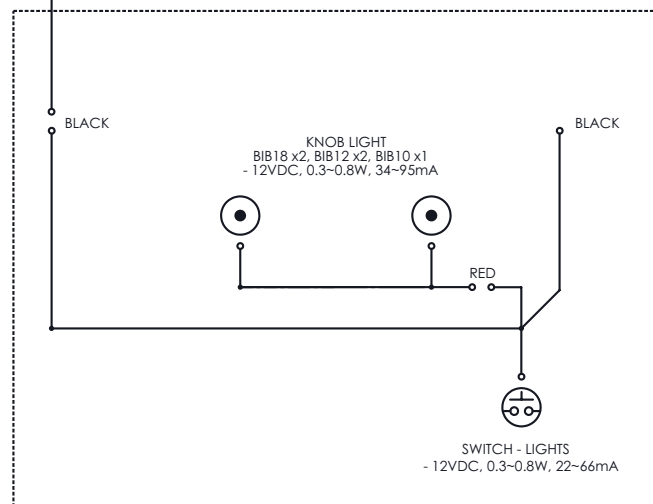 BLACK
BLACK
KNOB LIGHT
BIB18 x2, BIB12 x2, BIB10 x1
- 12VDC, 0.3~0.8W, 34~95mA
RED
SWITCH - LIGHTS
- 12VDC, 0.3~0.8W, 22~66mA